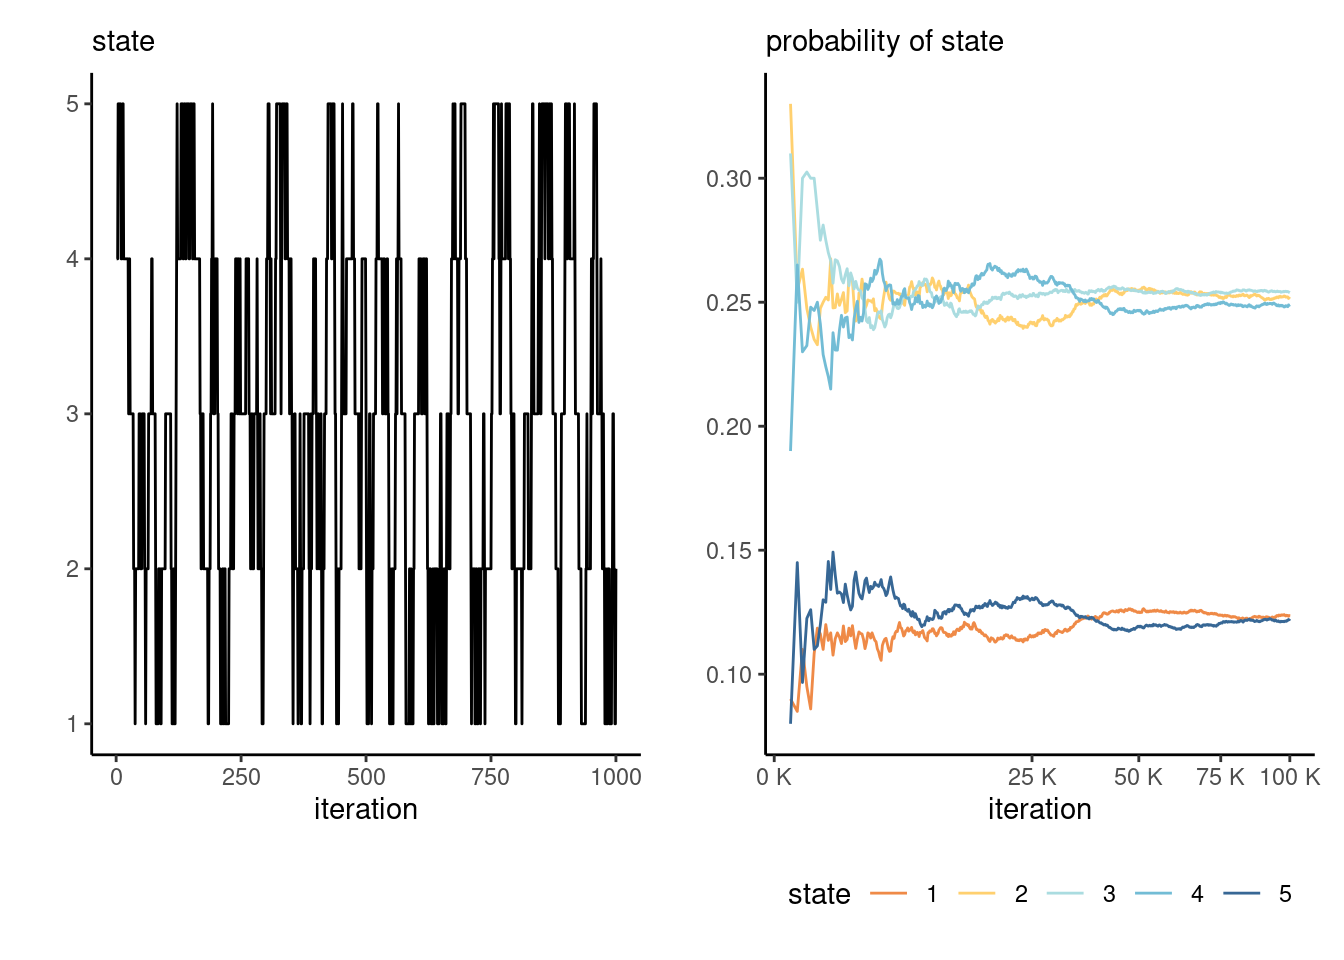 state
5
4
3
2
1
0 250 500 750 1000
iteration
probability of state
0.30
0.25
0.20
0.15
0.10
0 K 25 K 50 K 75 K 100 K
iteration
state 1 2 3 4 5